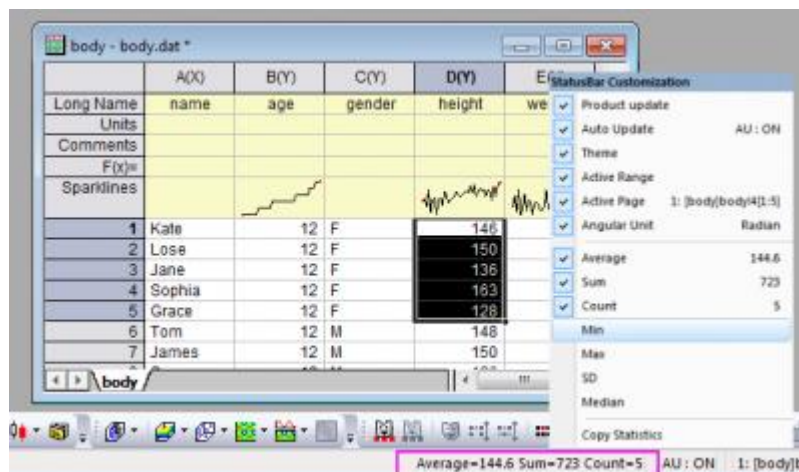 body - body.dat *
A(X) B(Y) C(Y) D(Y)
Long Name name age gender height
Units
Comments
F(x)=
Sparklines
1 Kate 12 F 146
2 Lose 12 F 150
3 Jane 12 F 136
4 Sophia 12 F 163
5 Grace 12 F 128
6 Tom 12 M 148
7 James 12 M 150
body
StatusBar Customization
Product update
Auto Update AU : ON
Theme
Active Range
Active Page 1: [body]body!4[1:5]
Angular Unit Radian
Average 144.6
Sum 723
Count 5
Min
Max
SD
Median
Copy Statistics
Average=144.6 Sum=723 Count=5 AU : ON 1: [body]